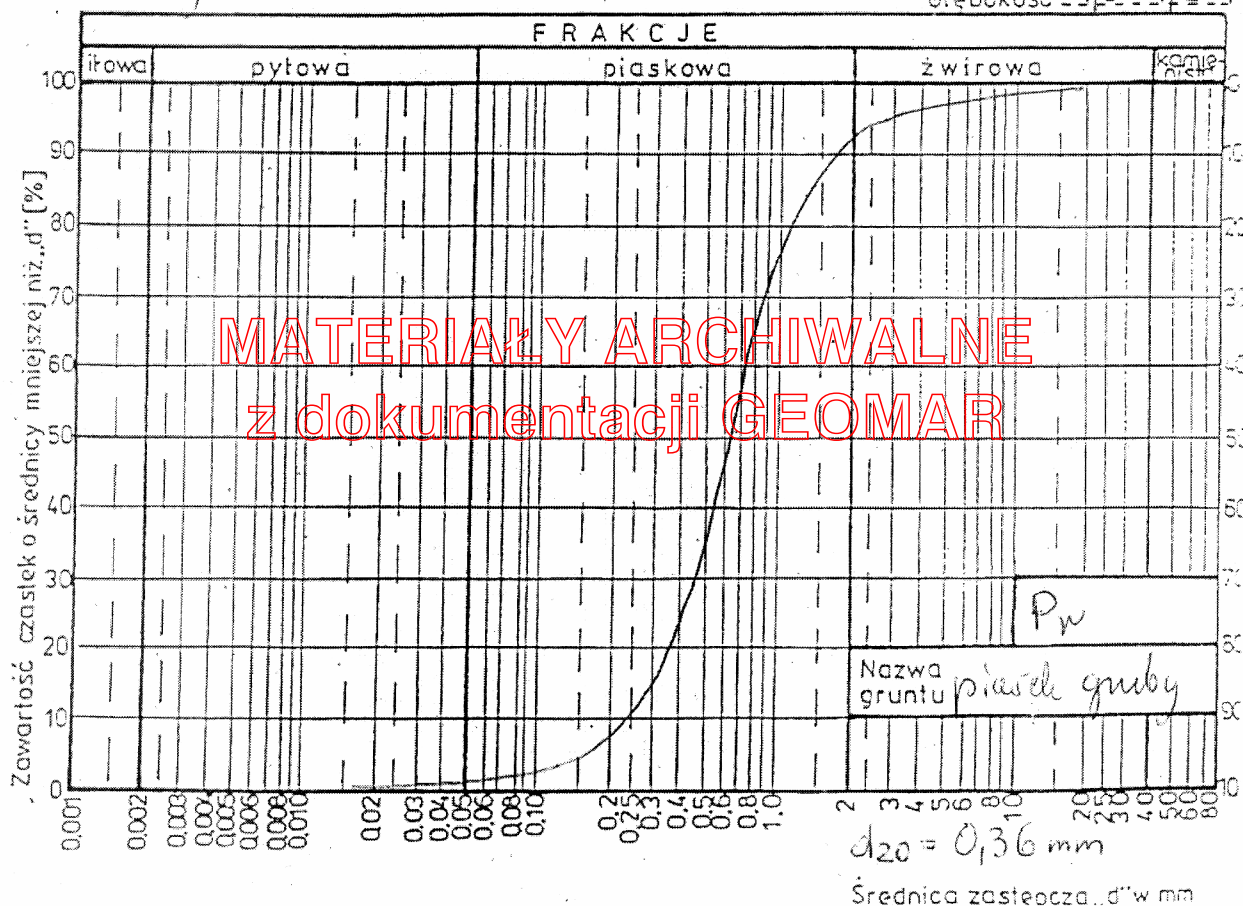 Głębokość
FRAKCJE
iłowa pyłowa piaskowa żwirowa kamie-
Zawartość cząstek o średnicy mniejszej niż „d" [%]
100
90
80
70
60
50
40
30
20
10
0
MATERIAŁY ARCHIWALNE
z dokumentacji GEOMAR
Pr
Nazwa
gruntu piasek gruby
0.001 0.002 0.003 0.004 0.005 0.006 0.008 0.010 0.02 0.03 0.04 0.05 0.06 0.08 0.10 0.2 0.25 0.3 0.4 0.5 0.6 0.8 1.0 2 3 4 5 6 8 10 20 25 30 40 50 60 80
d20 = 0,36 mm
Średnica zastępcza „d" w mm